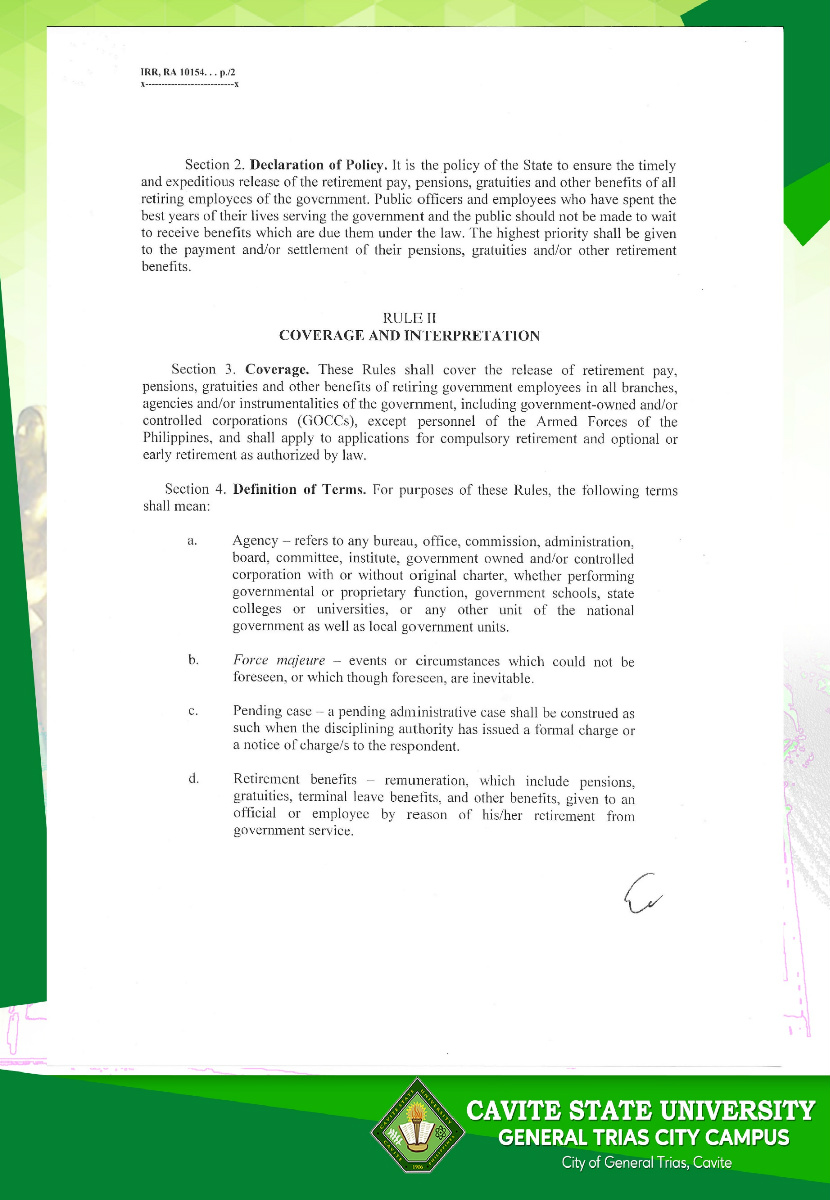 IRR, RA 10154. . . p./2
x----------------------------x
Section 2. Declaration of Policy. It is the policy of the State to ensure the timely
and expeditious release of the retirement pay, pensions, gratuities and other benefits of all
retiring employees of the government. Public officers and employees who have spent the
best years of their lives serving the government and the public should not be made to wait
to receive benefits which are due them under the law. The highest priority shall be given
to the payment and/or settlement of their pensions, gratuities and/or other retirement
benefits.
RULE II
COVERAGE AND INTERPRETATION
Section 3. Coverage. These Rules shall cover the release of retirement pay,
pensions, gratuities and other benefits of retiring government employees in all branches,
agencies and/or instrumentalities of the government, including government-owned and/or
controlled corporations (GOCCs), except personnel of the Armed Forces of the
Philippines, and shall apply to applications for compulsory retirement and optional or
early retirement as authorized by law.
Section 4. Definition of Terms. For purposes of these Rules, the following terms
shall mean:
a. Agency – refers to any bureau, office, commission, administration,
board, committee, institute, government owned and/or controlled
corporation with or without original charter, whether performing
governmental or proprietary function, government schools, state
colleges or universities, or any other unit of the national
government as well as local government units.
b. Force majeure – events or circumstances which could not be
foreseen, or which though foreseen, are inevitable.
c. Pending case – a pending administrative case shall be construed as
such when the disciplining authority has issued a formal charge or
a notice of charge/s to the respondent.
d. Retirement benefits – remuneration, which include pensions,
gratuities, terminal leave benefits, and other benefits, given to an
official or employee by reason of his/her retirement from
government service.
CAVITE STATE UNIVERSITY
GENERAL TRIAS CITY CAMPUS
City of General Trias, Cavite
1906